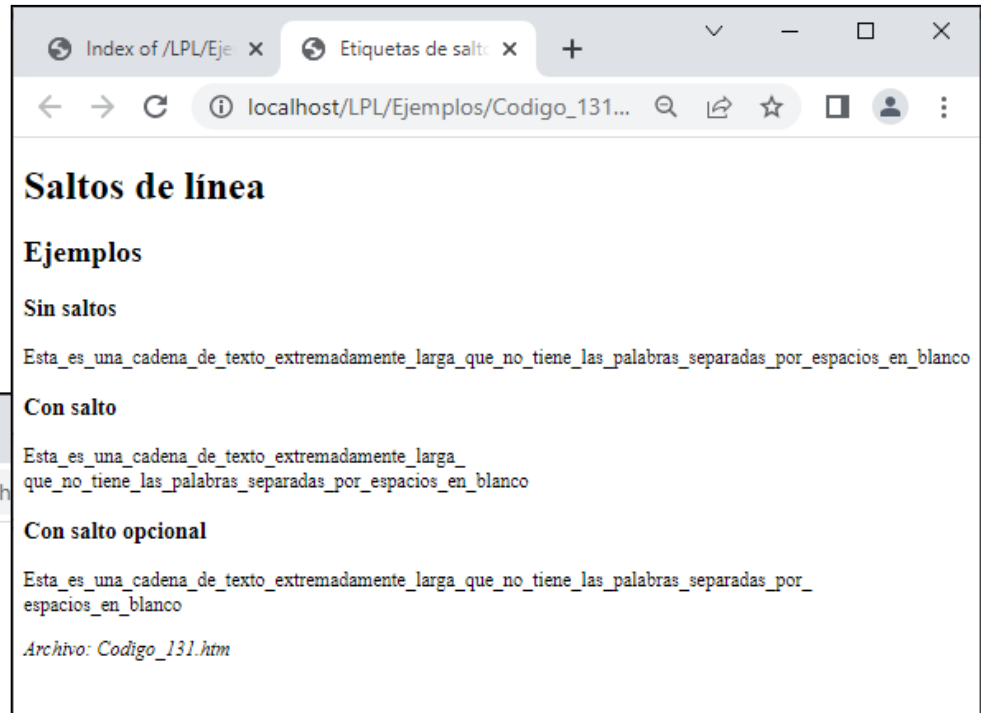 Index of /LPL/Eje
Etiquetas de salto
localhost/LPL/Ejemplos/Codigo_131...
Saltos de línea
Ejemplos
Sin saltos
Esta_es_una_cadena_de_texto_extremadamente_larga_que_no_tiene_las_palabras_separadas_por_espacios_en_blanco
Con salto
Esta_es_una_cadena_de_texto_extremadamente_larga_
que_no_tiene_las_palabras_separadas_por_espacios_en_blanco
Con salto opcional
Esta_es_una_cadena_de_texto_extremadamente_larga_que_no_tiene_las_palabras_separadas_por_
espacios_en_blanco
Archivo: Codigo_131.htm